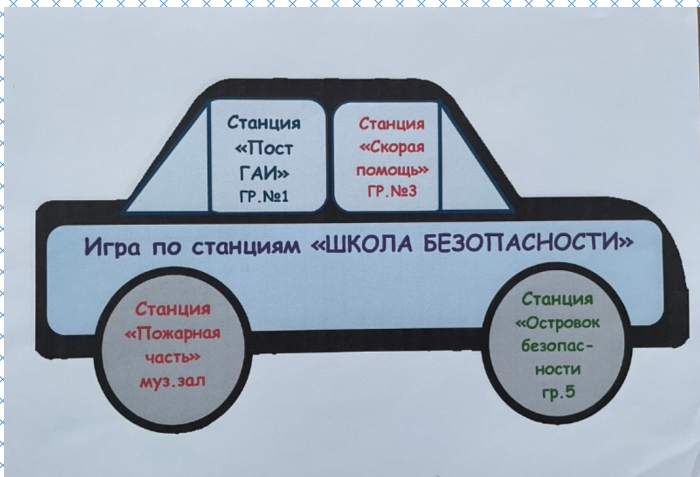 Станция
«Пост
ГАИ»
ГР.№1
Станция
«Скорая
помощь»
ГР.№3
Игра по станциям «ШКОЛА БЕЗОПАСНОСТИ»
Станция
«Пожарная
часть»
муз.зал
Станция
«Островок
безопас-
ности
гр.5